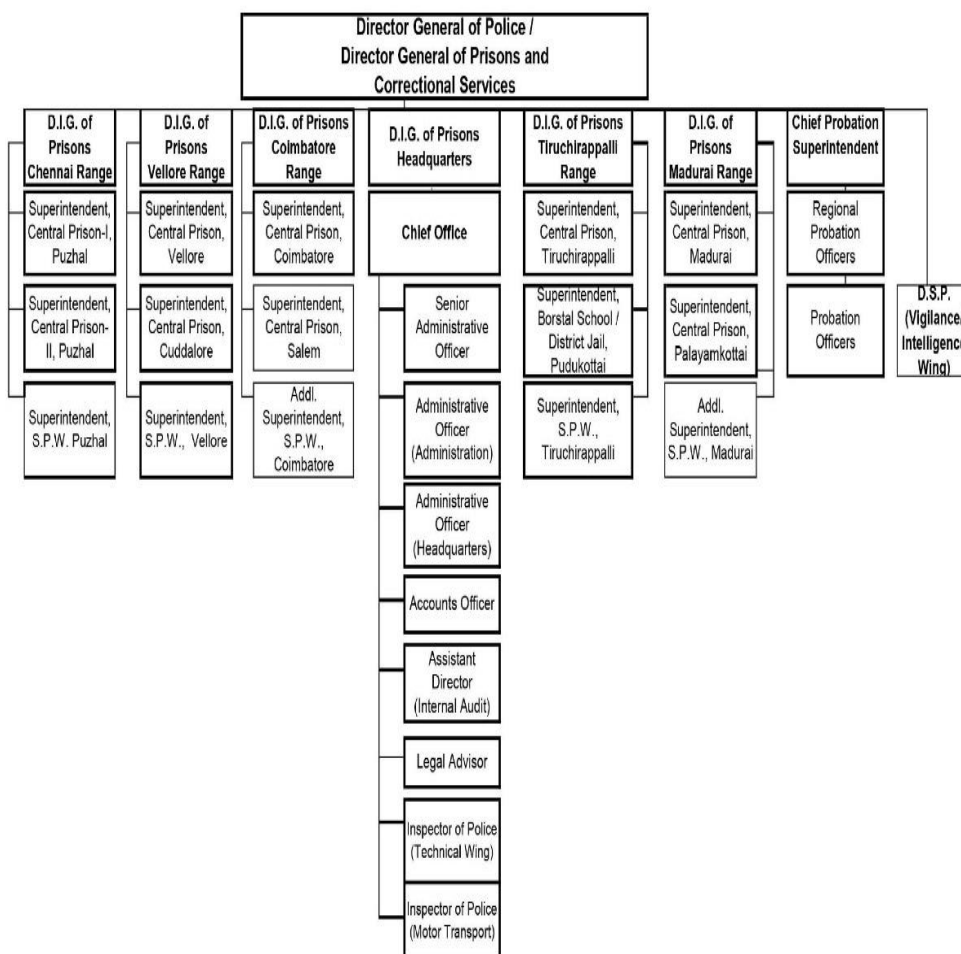 Director General of Police /
Director General of Prisons and
Correctional Services
D.I.G. of
Prisons
Chennai Range
D.I.G. of
Prisons
Vellore Range
D.I.G. of Prisons
Coimbatore
Range
D.I.G. of Prisons
Headquarters
D.I.G. of Prisons
Tiruchirappalli
Range
D.I.G. of
Prisons
Madurai Range
Chief Probation
Superintendent
Superintendent,
Central Prison-I,
Puzhal
Superintendent,
Central Prison,
Vellore
Superintendent,
Central Prison,
Coimbatore
Chief Office
Superintendent,
Central Prison,
Tiruchirappalli
Superintendent,
Central Prison,
Madurai
Regional
Probation
Officers
Superintendent,
Central Prison-
II, Puzhal
Superintendent,
Central Prison,
Cuddalore
Superintendent,
Central Prison,
Salem
Senior
Administrative
Officer
Superintendent,
Borstal School /
District Jail,
Pudukottai
Superintendent,
Central Prison,
Palayamkottai
Probation
Officers
D.S.P.
(Vigilance/
Intelligence
Wing)
Superintendent,
S.P.W. Puzhal
Superintendent,
S.P.W., Vellore
Addl.
Superintendent,
S.P.W.,
Coimbatore
Administrative
Officer
(Administration)
Superintendent,
S.P.W.,
Tiruchirappalli
Addl.
Superintendent,
S.P.W., Madurai
Administrative
Officer
(Headquarters)
Accounts Officer
Assistant
Director
(Internal Audit)
Legal Advisor
Inspector of Police
(Technical Wing)
Inspector of Police
(Motor Transport)